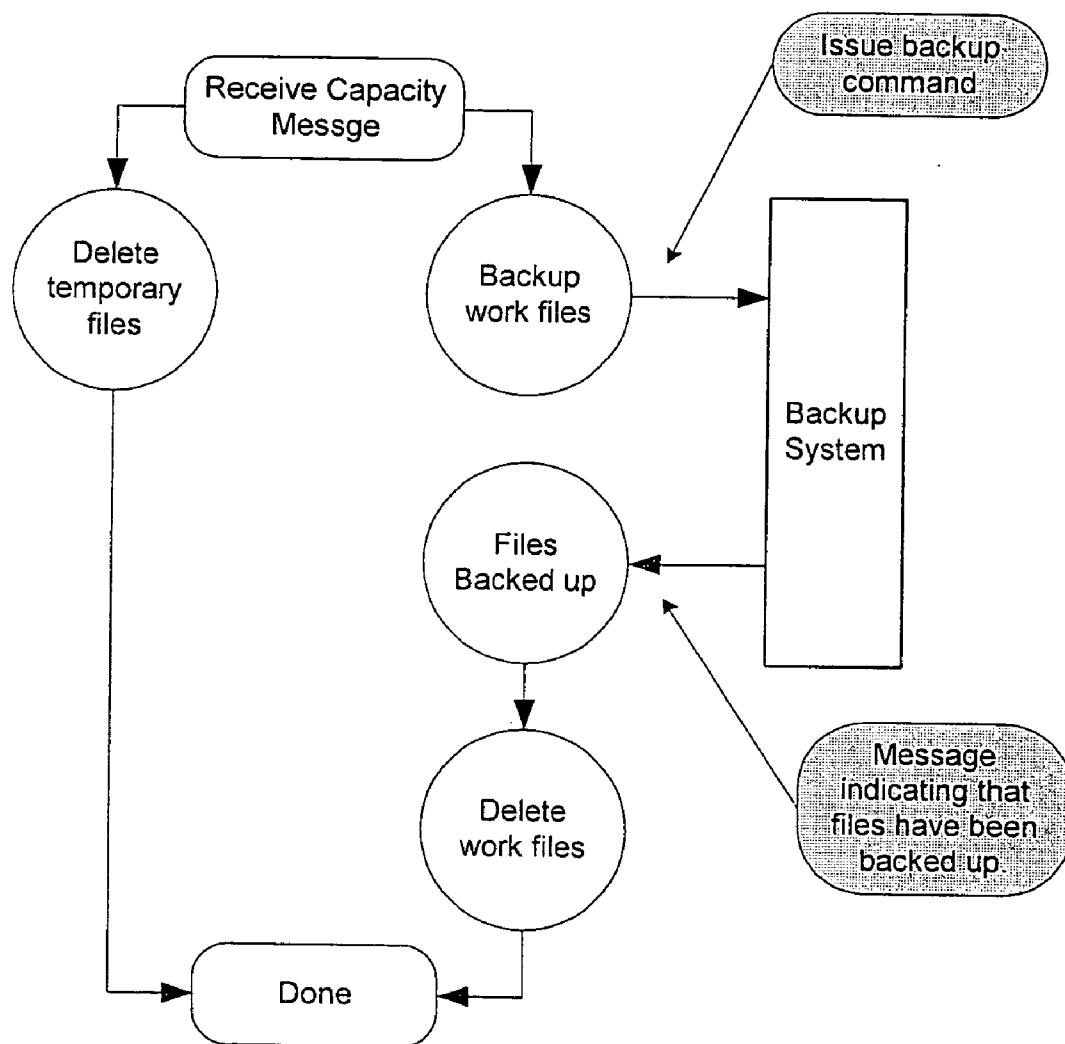 Issue backup
command
Receive Capacity
Messge
Delete
temporary
files
Backup
work files
Backup
System
Files
Backed up
Message
indicating that
files have been
backed up.
Delete
work files
Done